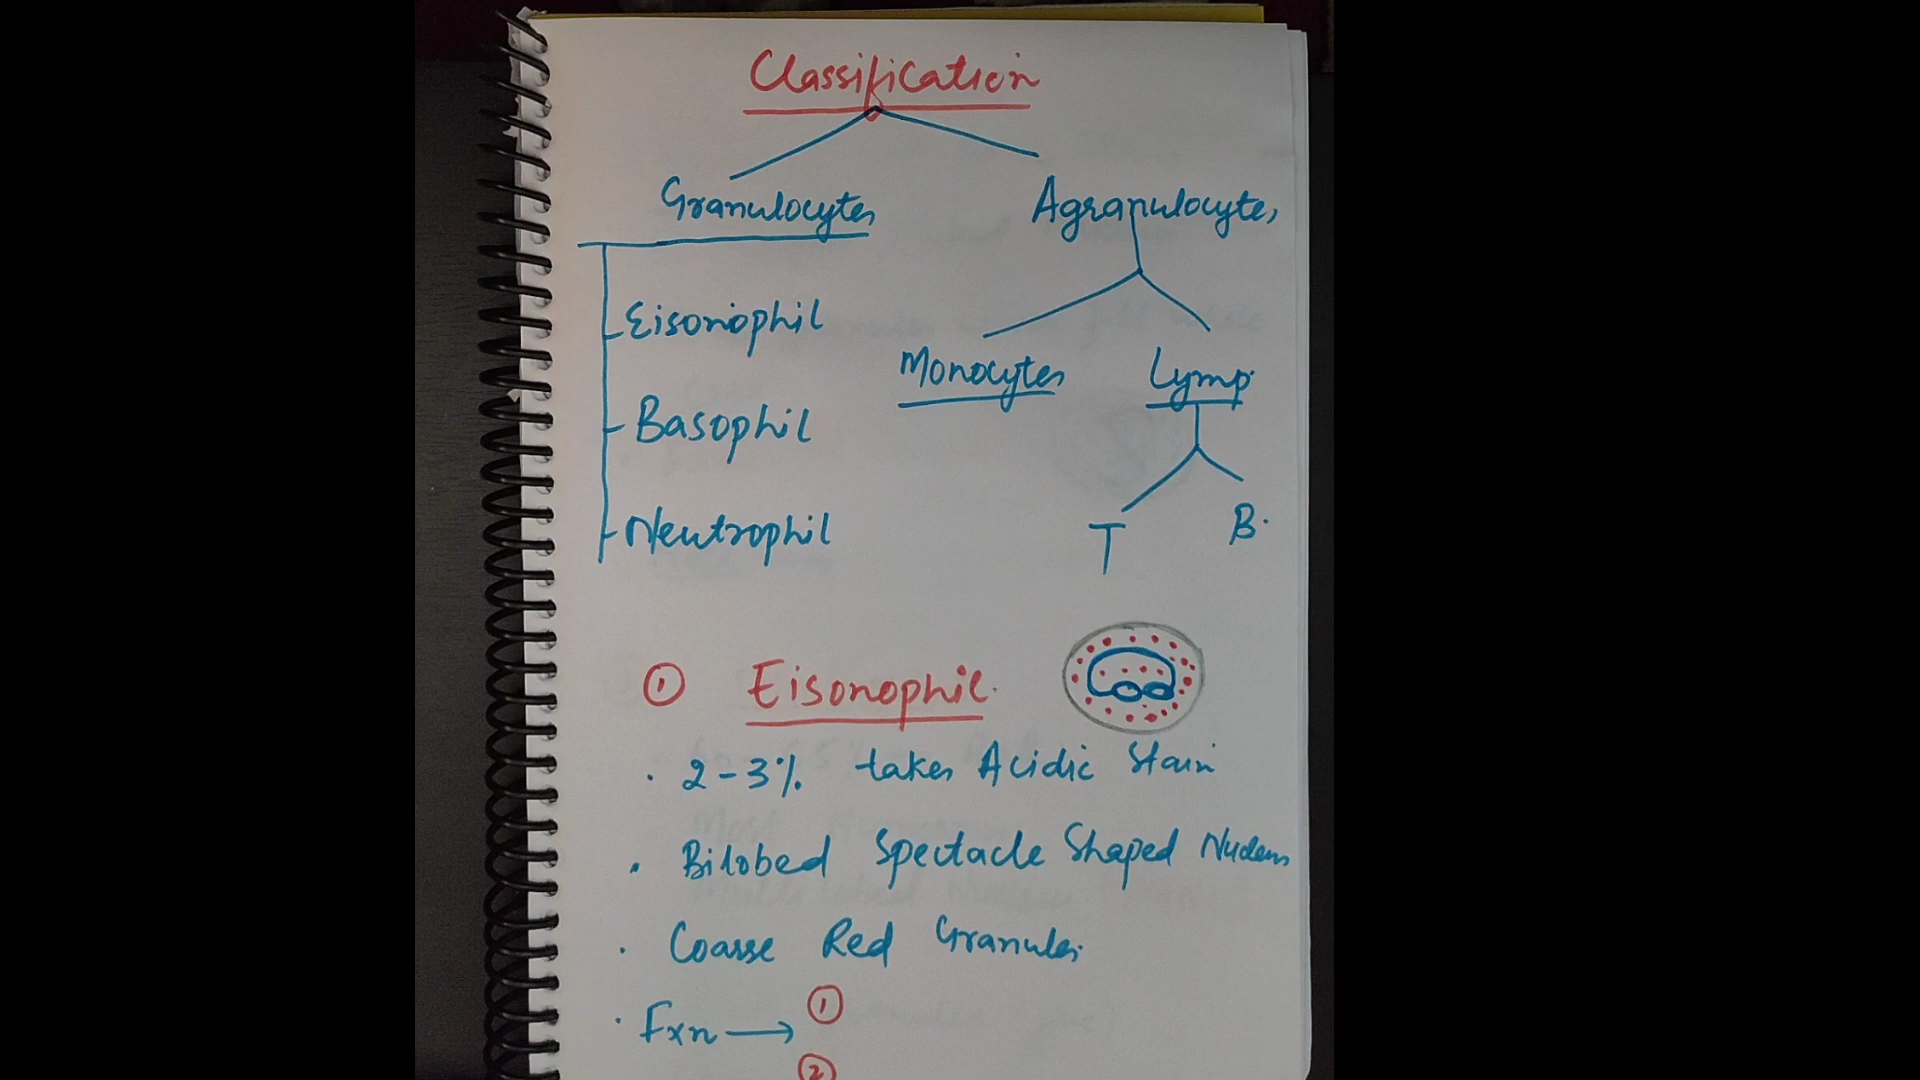 Classification
Granulocytes Agranulocytes
Eisonophil
Monocytes Lymp.
Basophil
T B.
Neutrophil
① Eisonophil.
· 2-3% takes Acidic Stain
· Bilobed Spectacle Shaped Nucleus
· Coarse Red Granules
· Fxn → ①
②